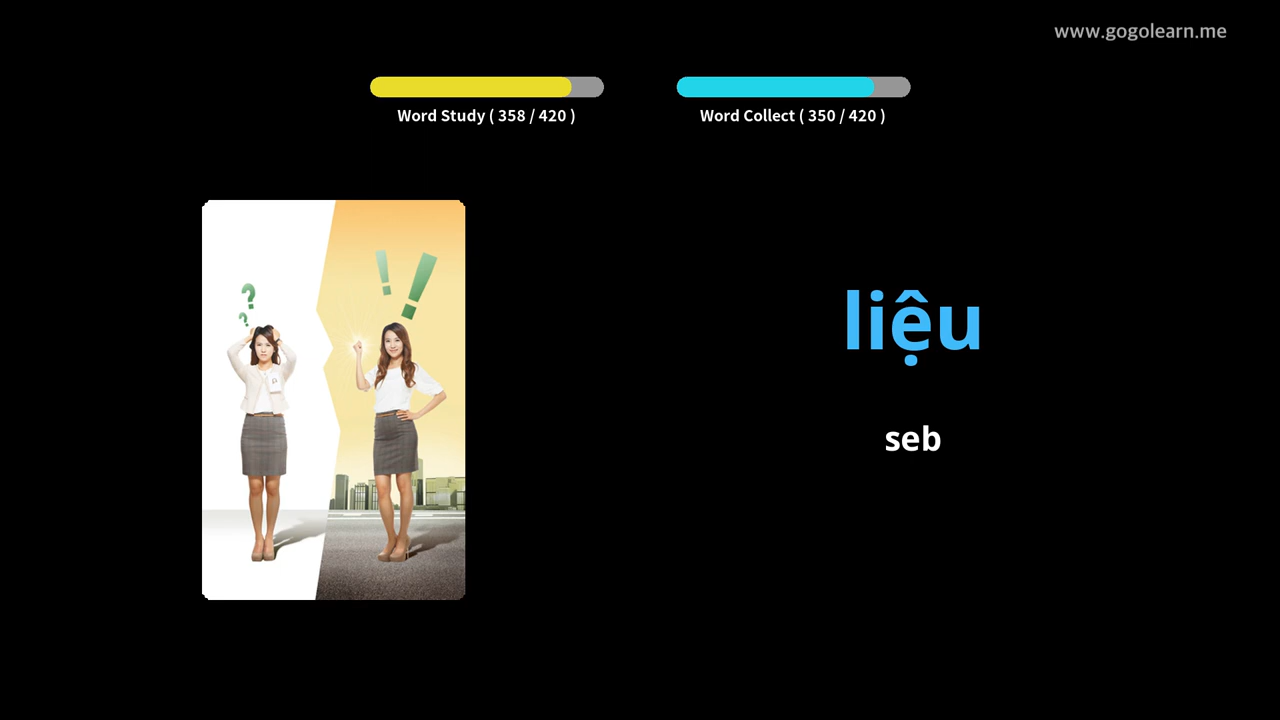 www.gogolearn.me
Word Study ( 358 / 420 )
Word Collect ( 350 / 420 )
? ?
! !
liệu
seb